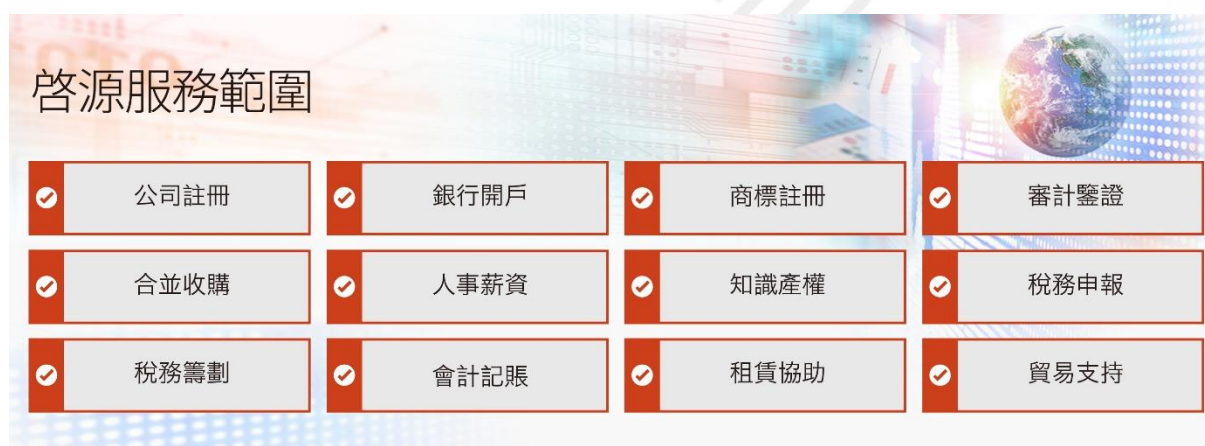 啓源服務範圍
公司註冊
銀行開戶
商標註冊
審計鑒證
合並收購
人事薪資
知識產權
稅務申報
稅務籌劃
會計記賬
租賃協助
貿易支持